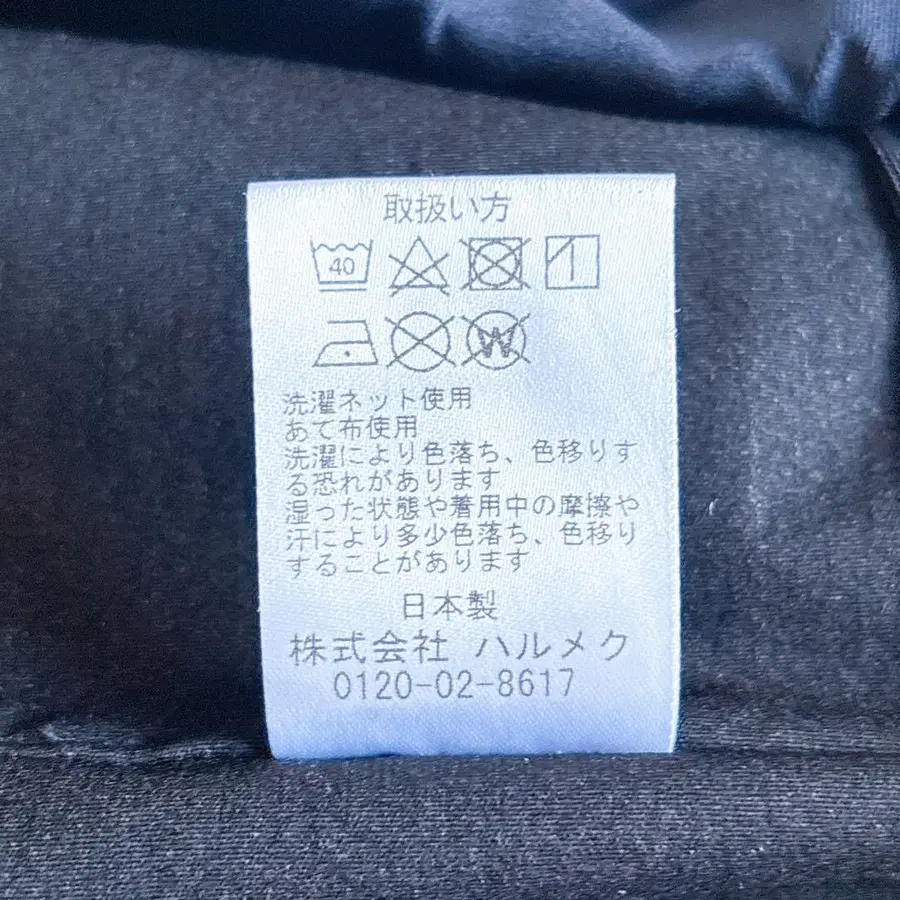 取扱い方
40
W
洗濯ネット使用
あて布使用
洗濯により色落ち、色移りす
る恐れがあります
湿った状態や着用中の摩擦や
汗により多少色落ち、色移り
することがあります
日本製
株式会社 ハルメク
0120-02-8617